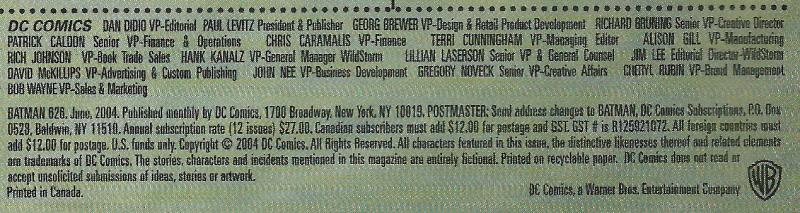 DC COMICS DAN DIDIO VP-Editorial PAUL LEVITZ President & Publisher GEORG BREWER VP-Design & Retail Product Development RICHARD BRUNING Senior VP-Creative Director
PATRICK CALDON Senior VP-Finance & Operations CHRIS CARAMALIS VP-Finance TERRI CUNNINGHAM VP-Managing Editor ALISON GILL VP-Manufacturing
RICH JOHNSON VP-Book Trade Sales HANK KANALZ VP-General Manager WildStorm LILLIAN LASERSON Senior VP & General Counsel JIM LEE Editorial Director-WildStorm
DAVID McKILLIPS VP-Advertising & Custom Publishing JOHN NEE VP-Business Development GREGORY NOVECK Senior VP-Creative Affairs CHERYL RUBIN VP-Brand Management
BOB WAYNE VP-Sales & Marketing
BATMAN 628. June, 2004. Published monthly by DC Comics, 1700 Broadway, New York, NY 10019. POSTMASTER: Send address changes to BATMAN, DC Comics Subscriptions, P.O. Box
0528, Baldwin, NY 11510. Annual subscription rate (12 issues) $27.00. Canadian subscribers must add $12.00 for postage and GST. GST # is R125921072. All foreign countries must
add $12.00 for postage. U.S. funds only. Copyright © 2004 DC Comics. All Rights Reserved. All characters featured in this issue, the distinctive likenesses thereof and related elements
are trademarks of DC Comics. The stories, characters and incidents mentioned in this magazine are entirely fictional. Printed on recyclable paper. DC Comics does not read or
accept unsolicited submissions of ideas, stories or artwork.
Printed in Canada.
DC Comics, a Warner Bros. Entertainment Company
WB